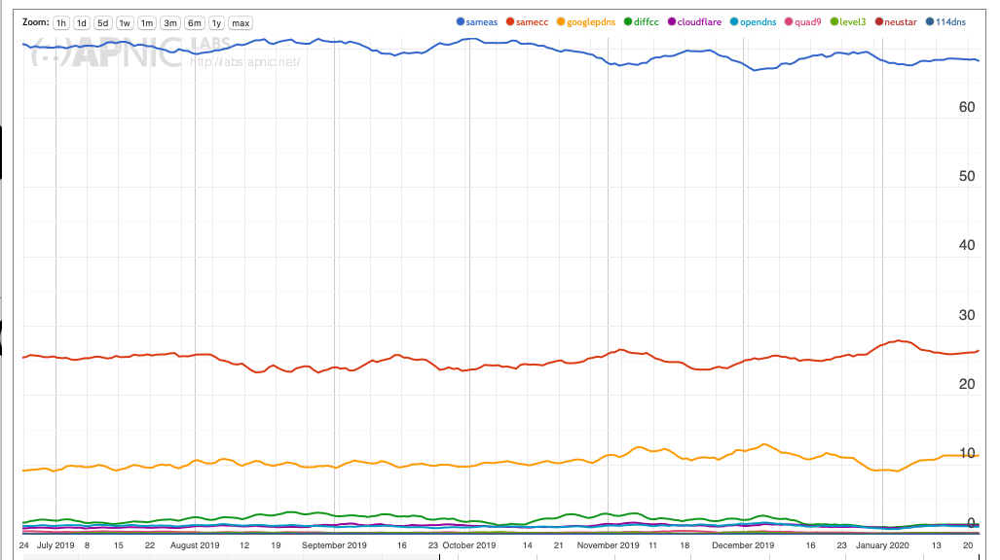 Zoom: 1h 1d 5d 1w 1m 3m 6m 1y max sameas samecc googlepdns diffcc cloudflare opendns quad9 level3 neustar 114dns
(::)APNIC LABS
http://labs.apnic.net/
60
50
40
30
20
10
0
24 July 2019 8 15 22 August 2019 12 19 September 2019 16 23 October 2019 14 21 November 2019 11 18 December 2019 16 23 January 2020 13 20